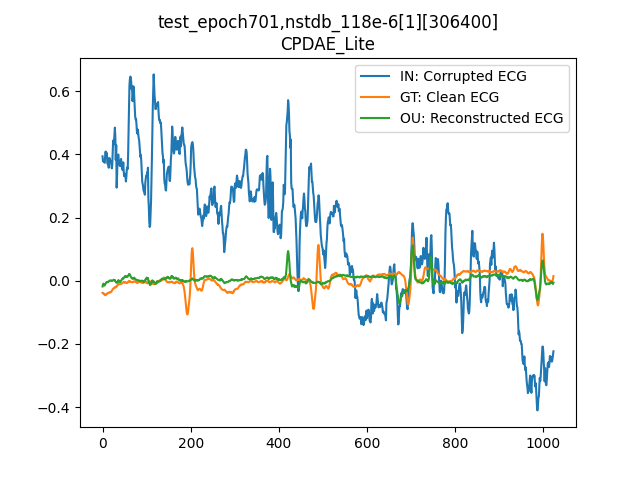 test_epoch701,nstdb_118e-6[1][306400]
CPDAE_Lite
IN: Corrupted ECG
GT: Clean ECG
OU: Reconstructed ECG
0.6
0.4
0.2
0.0
−0.2
−0.4
0 200 400 600 800 1000